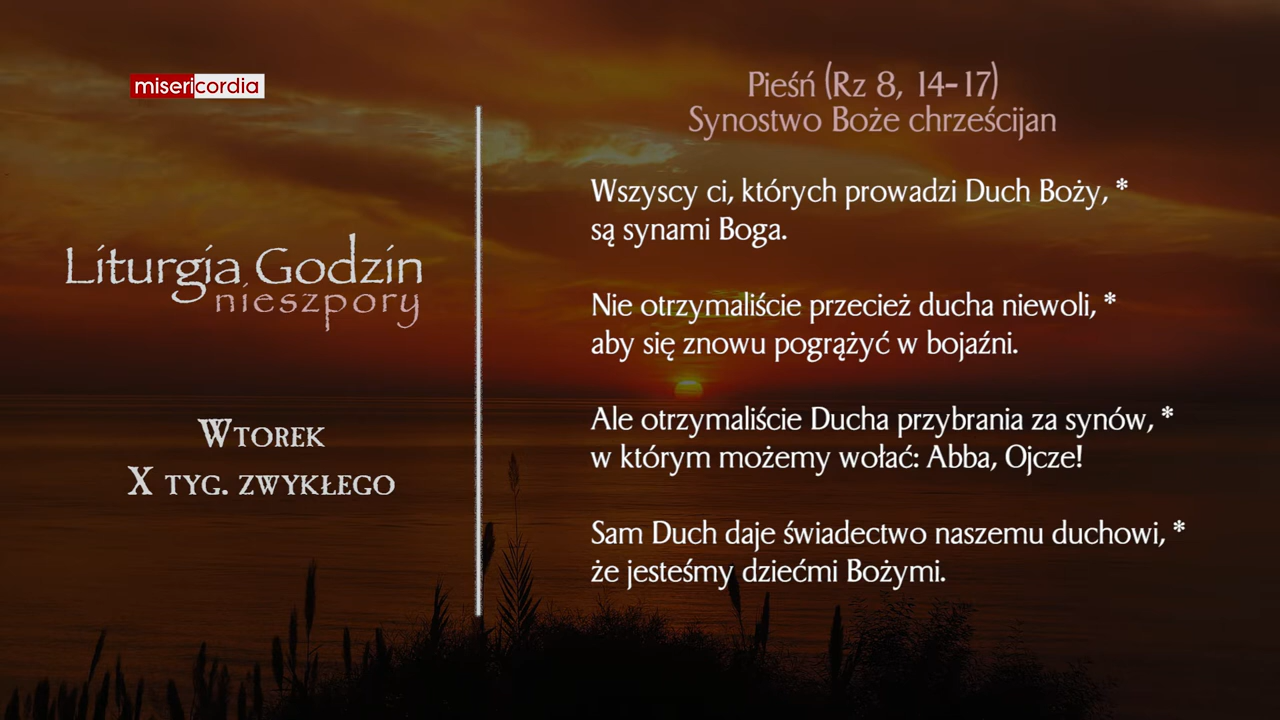 misericordia
Liturgia Godzin
nieszpory
Wtorek
X tyg. zwykłego
Pieśń (Rz 8, 14-17)
Synostwo Boże chrześcijan
Wszyscy ci, których prowadzi Duch Boży, *
są synami Boga.
Nie otrzymaliście przecież ducha niewoli, *
aby się znowu pogrążyć w bojaźni.
Ale otrzymaliście Ducha przybrania za synów, *
w którym możemy wołać: Abba, Ojcze!
Sam Duch daje świadectwo naszemu duchowi, *
że jesteśmy dziećmi Bożymi.